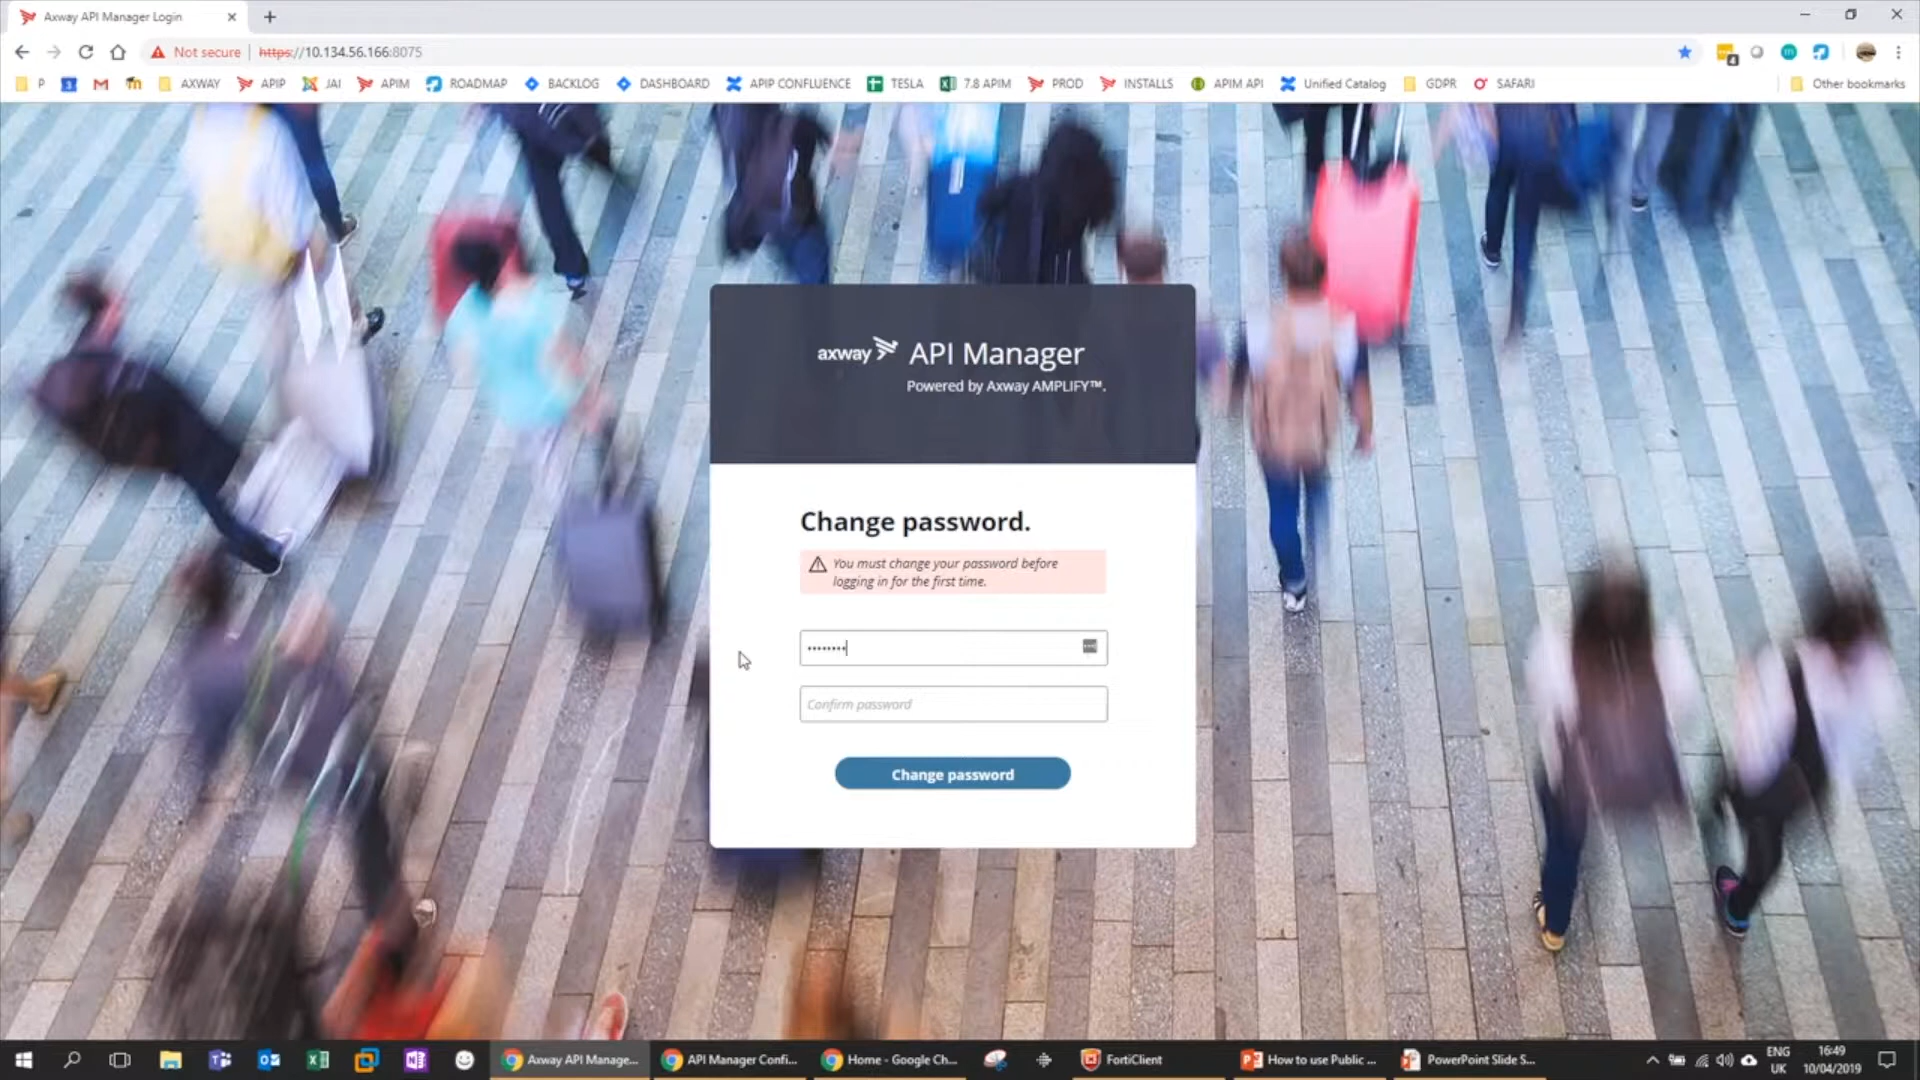 Axway API Manager Login
Not secure
https://10.134.56.166:8075
4
P
AXWAY
APIP
JAI
APIM
ROADMAP
BACKLOG
DASHBOARD
APIP CONFLUENCE
TESLA
7.8 APIM
PROD
INSTALLS
APIM API
Unified Catalog
GDPR
SAFARI
Other bookmarks
axway API Manager
Powered by Axway AMPLIFY™.
Change password.
You must change your password before
logging in for the first time.
••••••••
Confirm password
Change password
Axway API Manage...
API Manager Confi...
Home - Google Ch...
FortiClient
How to use Public ...
PowerPoint Slide S...
ENG
UK
16:49
10/04/2019